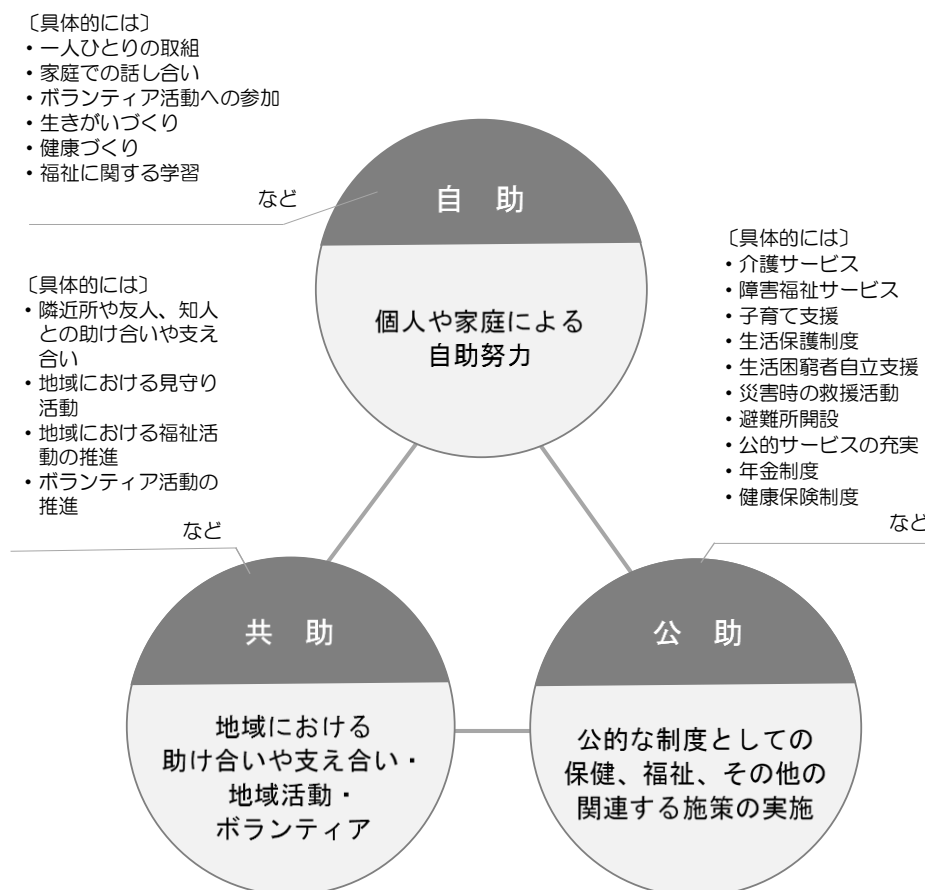 〔具体的には〕
・一人ひとりの取組
・家庭での話し合い
・ボランティア活動への参加
・生きがいづくり
・健康づくり
・福祉に関する学習
など
自　助
個人や家庭による
自助努力
〔具体的には〕
・隣近所や友人、知人
との助け合いや支え
合い
・地域における見守り
活動
・地域における福祉活
動の推進
・ボランティア活動の
推進
など
共　助
地域における
助け合いや支え合い・
地域活動・
ボランティア
〔具体的には〕
・介護サービス
・障害福祉サービス
・子育て支援
・生活保護制度
・生活困窮者自立支援
・災害時の救援活動
・避難所開設
・公的サービスの充実
・年金制度
・健康保険制度
など
公　助
公的な制度としての
保健、福祉、その他の
関連する施策の実施